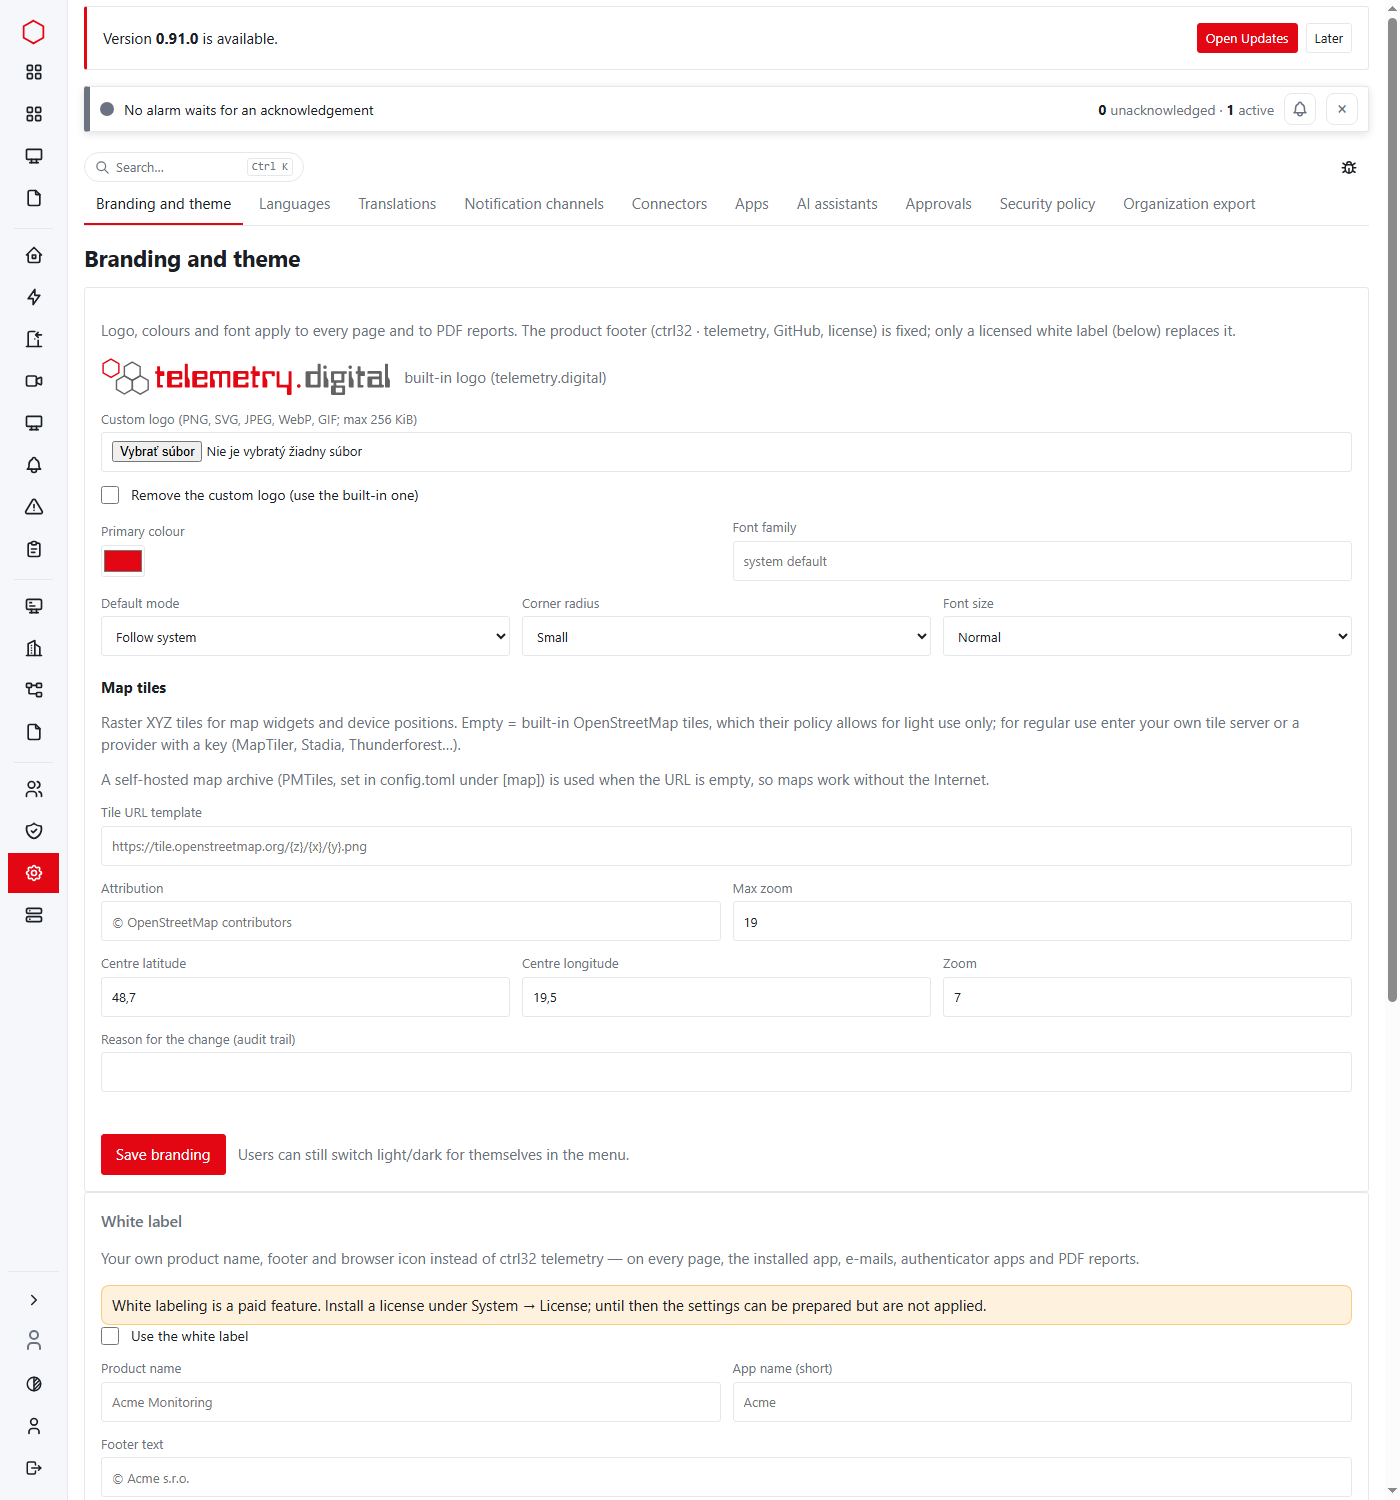 Version 0.91.0 is available.
Open Updates
Later
No alarm waits for an acknowledgement
0 unacknowledged · 1 active
Search...
Ctrl K
Branding and theme
Languages
Translations
Notification channels
Connectors
Apps
AI assistants
Approvals
Security policy
Organization export
Branding and theme
Logo, colours and font apply to every page and to PDF reports. The product footer (ctrl32 · telemetry, GitHub, license) is fixed; only a licensed white label (below) replaces it.
telemetry.digital
built-in logo (telemetry.digital)
Custom logo (PNG, SVG, JPEG, WebP, GIF; max 256 KiB)
Vybrať súbor
Nie je vybratý žiadny súbor
Remove the custom logo (use the built-in one)
Primary colour
Font family
system default
Default mode
Corner radius
Font size
Follow system
Small
Normal
Map tiles
Raster XYZ tiles for map widgets and device positions. Empty = built-in OpenStreetMap tiles, which their policy allows for light use only; for regular use enter your own tile server or a
provider with a key (MapTiler, Stadia, Thunderforest...).
A self-hosted map archive (PMTiles, set in config.toml under [map]) is used when the URL is empty, so maps work without the Internet.
Tile URL template
https://tile.openstreetmap.org/{z}/{x}/{y}.png
Attribution
Max zoom
© OpenStreetMap contributors
19
Centre latitude
Centre longitude
Zoom
48,7
19,5
7
Reason for the change (audit trail)
Save branding
Users can still switch light/dark for themselves in the menu.
White label
Your own product name, footer and browser icon instead of ctrl32 telemetry — on every page, the installed app, e-mails, authenticator apps and PDF reports.
White labeling is a paid feature. Install a license under System → License; until then the settings can be prepared but are not applied.
Use the white label
Product name
App name (short)
Acme Monitoring
Acme
Footer text
© Acme s.r.o.